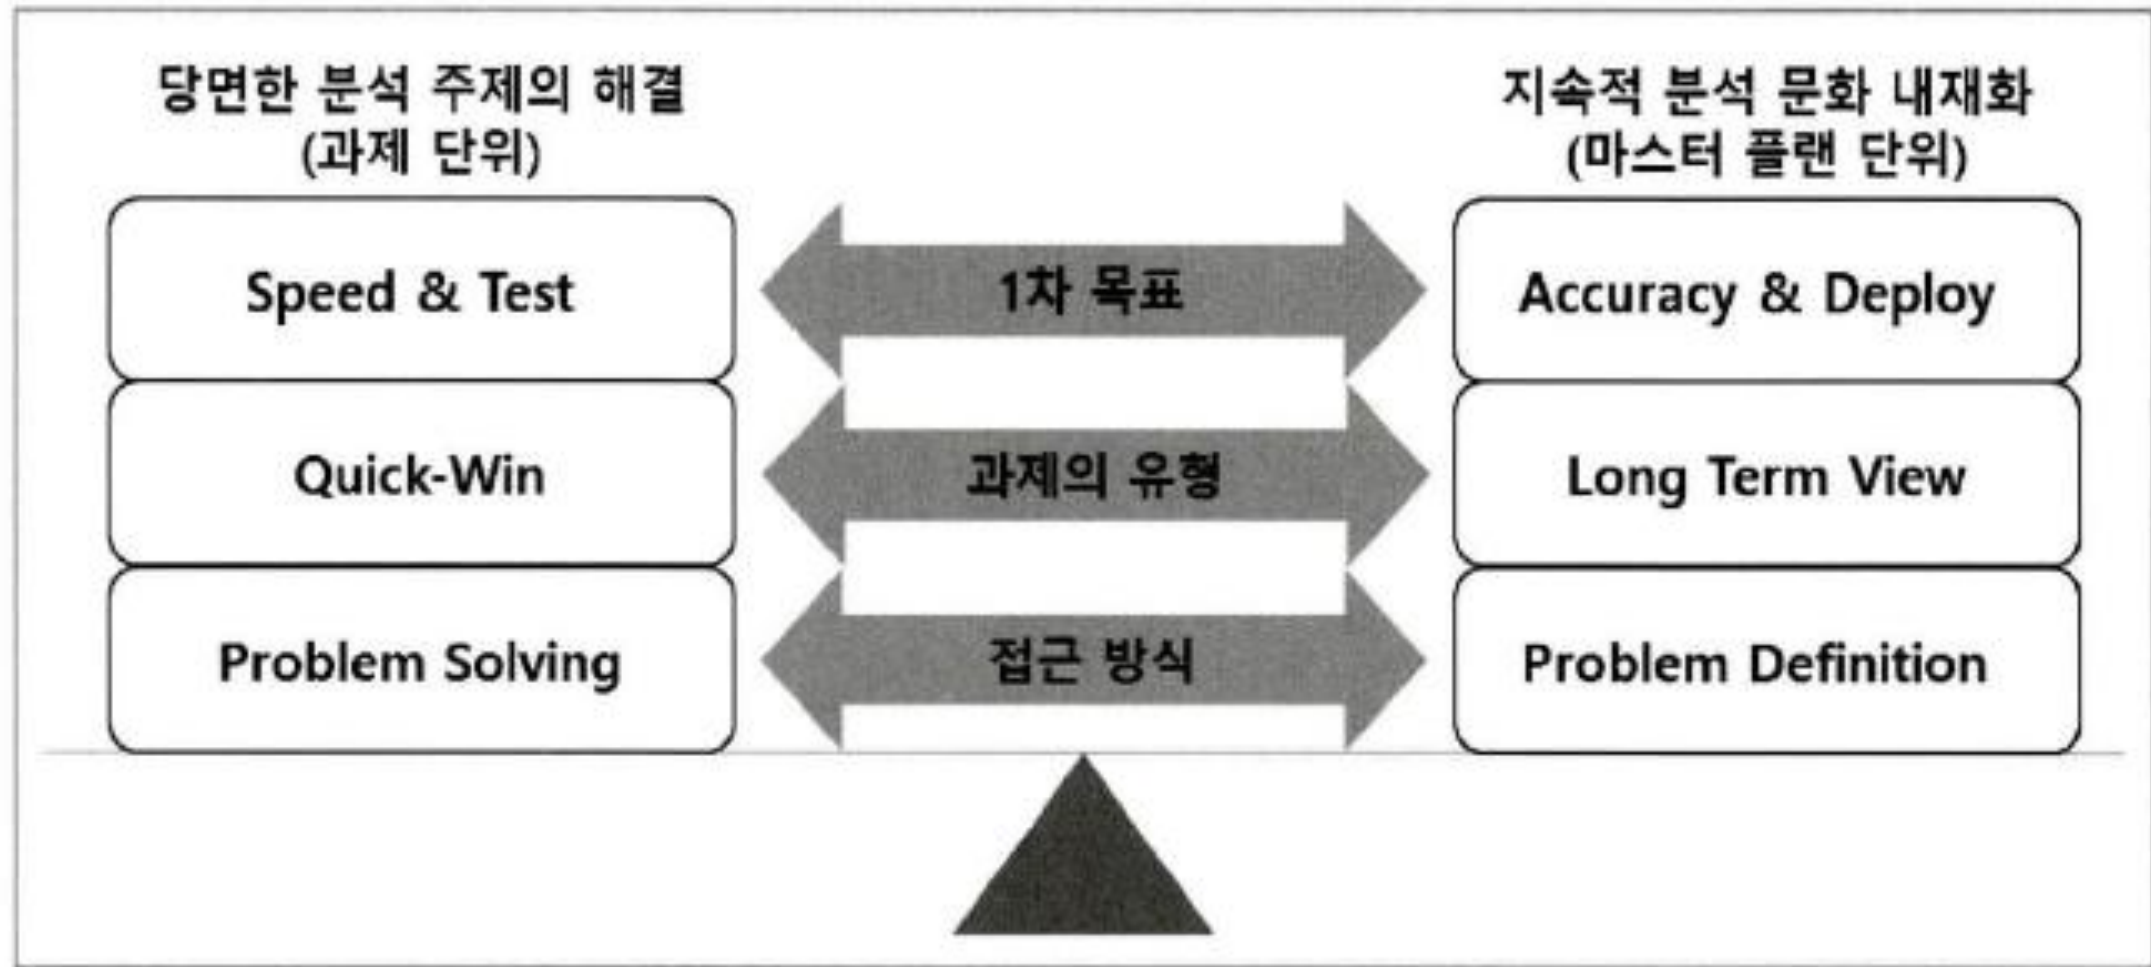 당면한 분석 주제의 해결
(과제 단위)
지속적 분석 문화 내재화
(마스터 플랜 단위)
Speed & Test
1차 목표
Accuracy & Deploy
Quick-Win
과제의 유형
Long Term View
Problem Solving
접근 방식
Problem Definition